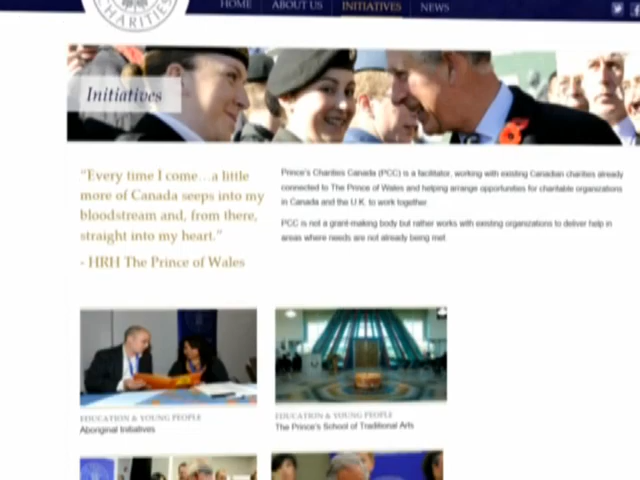 CHARITIES
HOME ABOUT US INITIATIVES NEWS
Initiatives
"Every time I come...a little
more of Canada seeps into my
bloodstream and, from there,
straight into my heart."
- HRH The Prince of Wales
Prince's Charities Canada (PCC) is a facilitator, working with existing Canadian charities already
connected to The Prince of Wales and helping arrange opportunities for charitable organizations
in Canada and the U.K. to work together.
PCC is not a grant-making body but rather works with existing organizations to deliver help in
areas where needs are not already being met.
EDUCATION & YOUNG PEOPLE
Aboriginal Initiatives
EDUCATION & YOUNG PEOPLE
The Prince's School of Traditional Arts